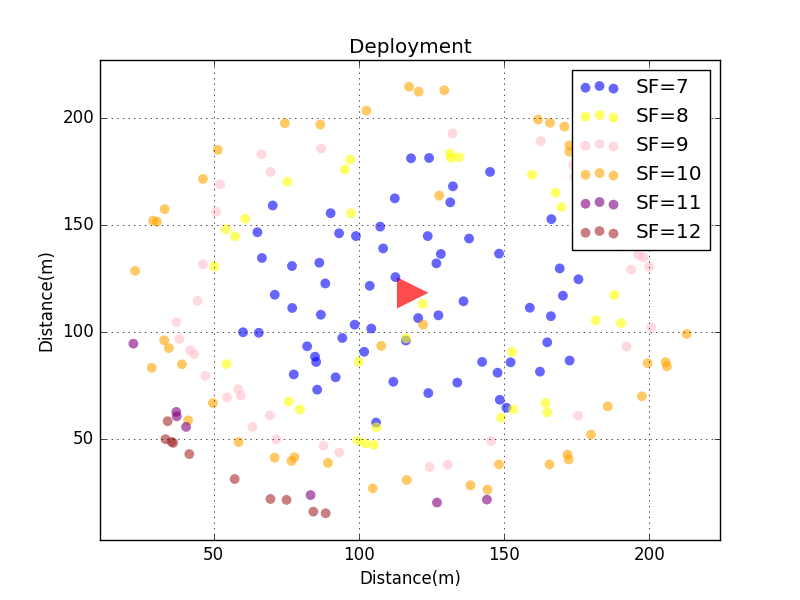 Deployment
SF=7
SF=8
SF=9
SF=10
SF=11
SF=12
200
150
100
50
Distance(m)
50
100
150
200
Distance(m)